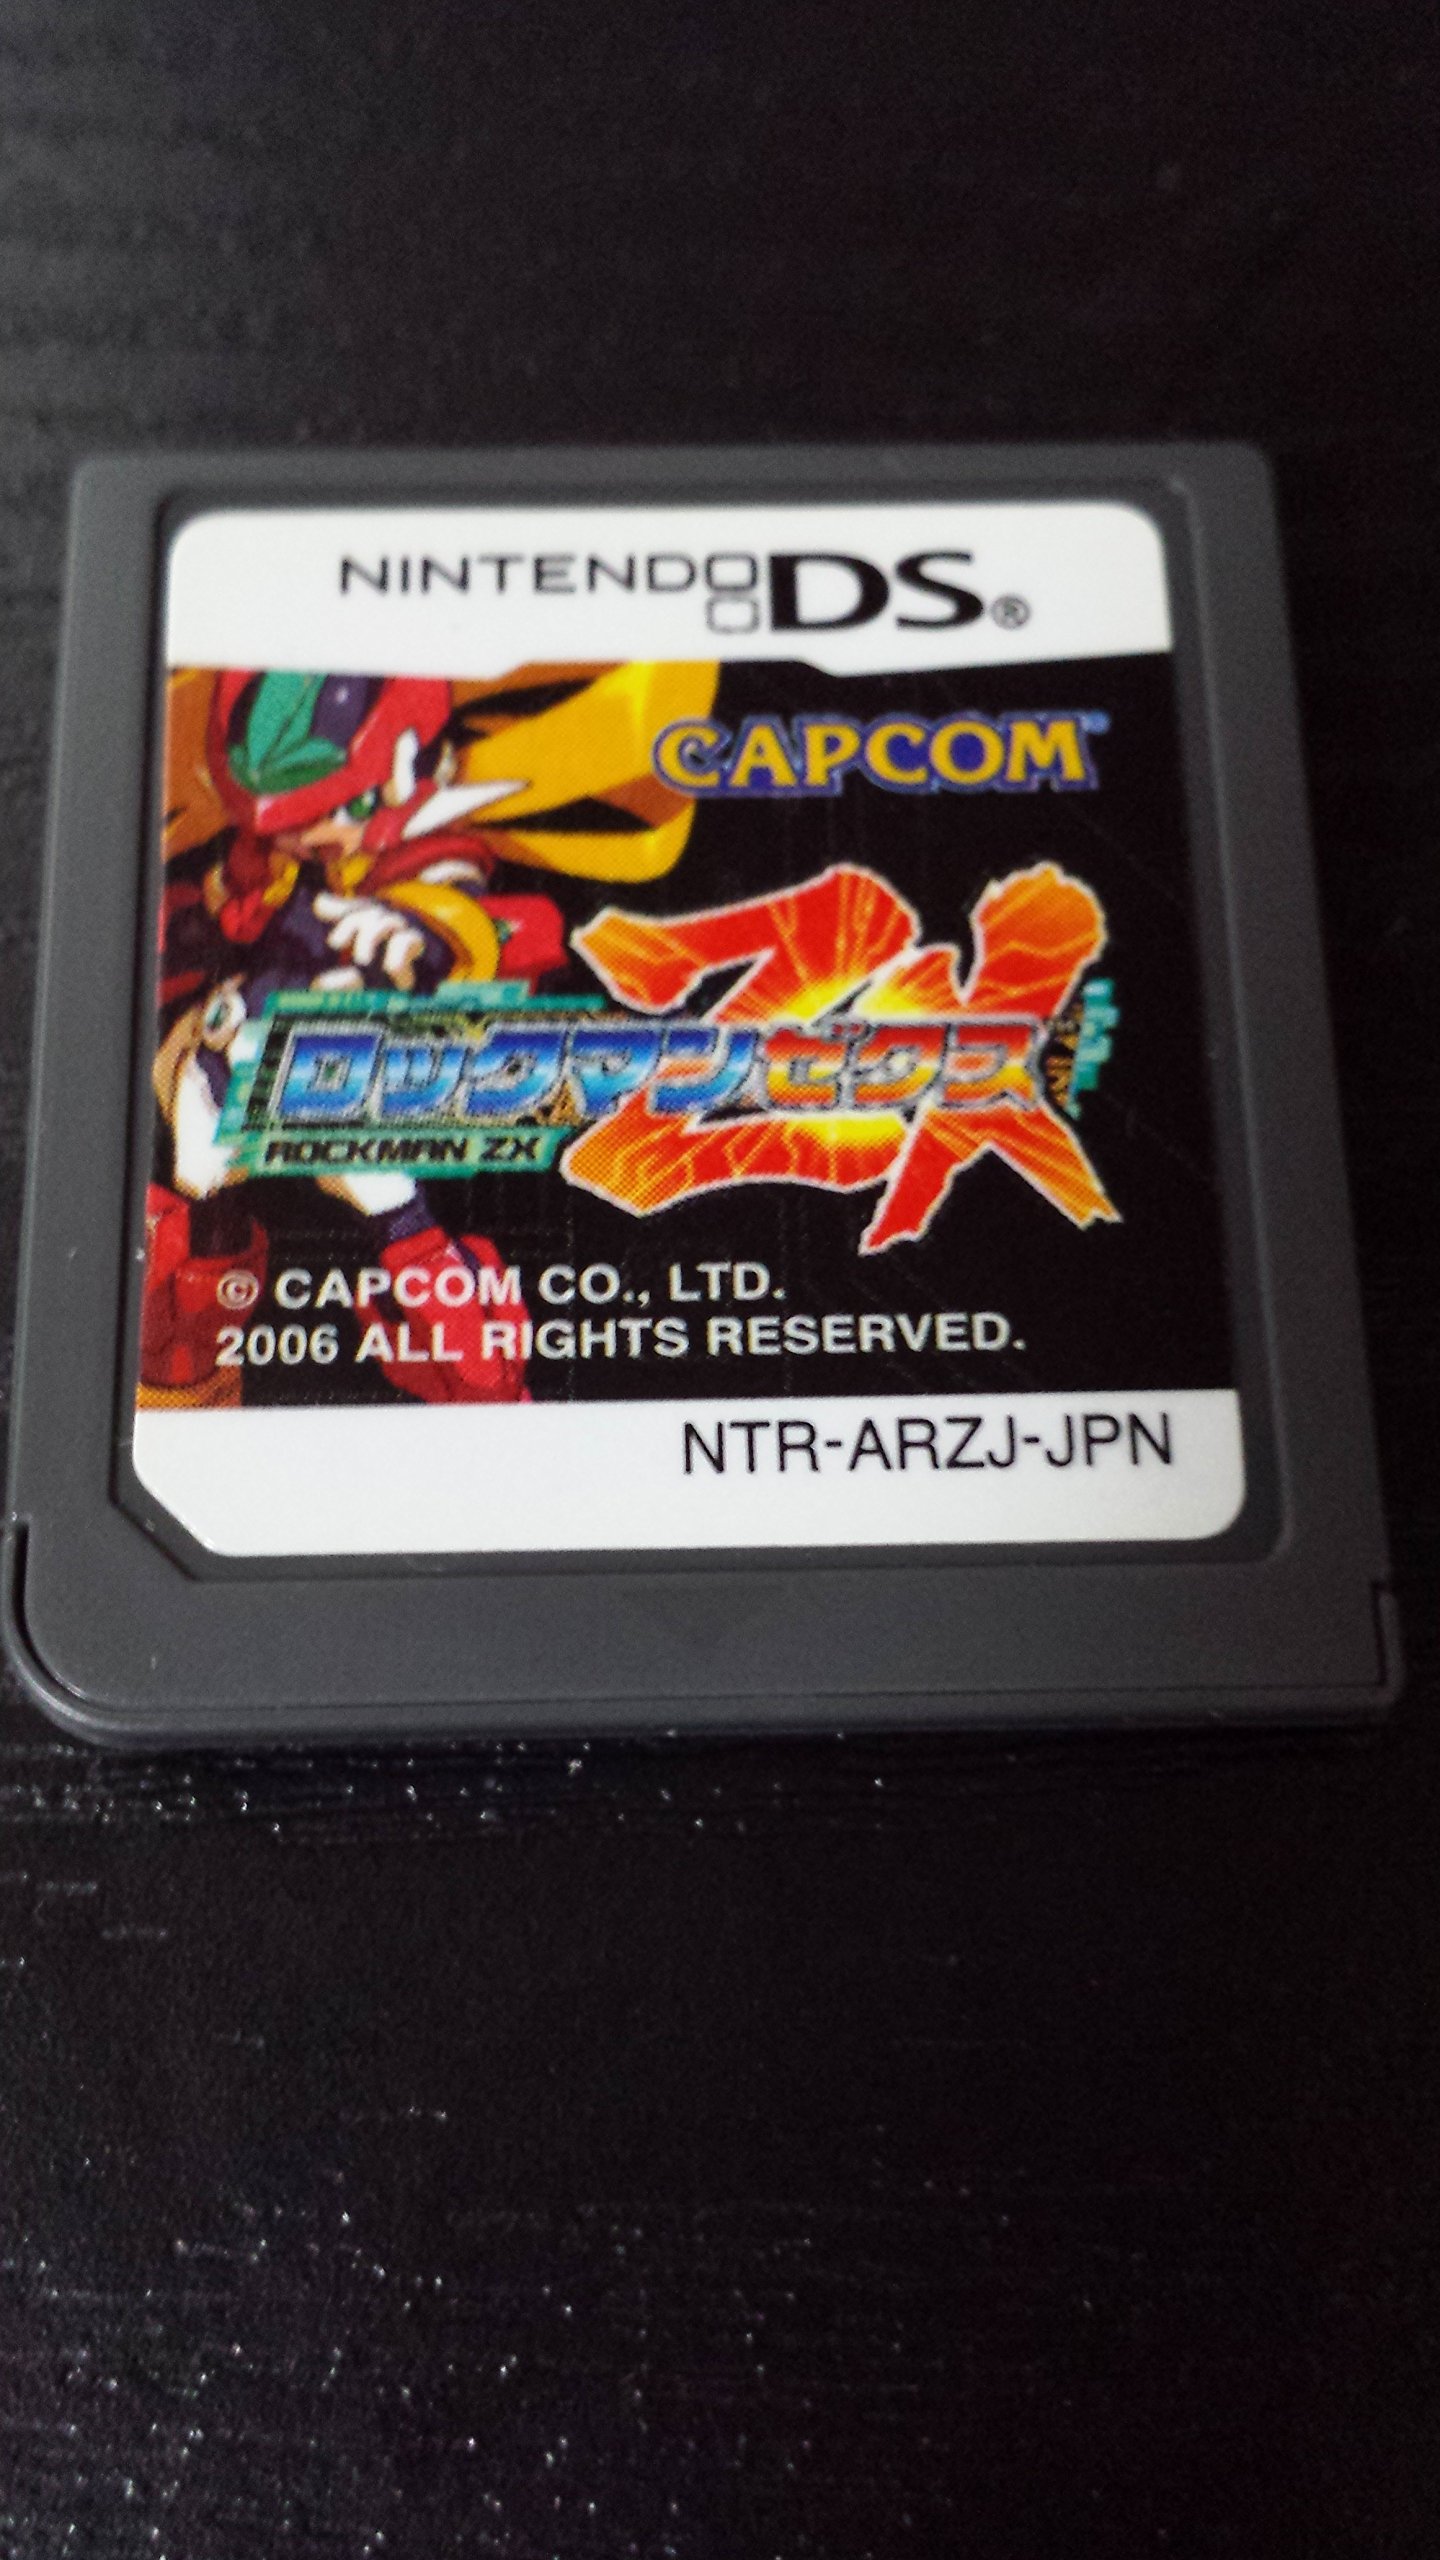 NINTENDO DS®
CAPCOM®
ZX
ロックマンゼクス
ROCKMAN ZX
© CAPCOM CO., LTD.
2006 ALL RIGHTS RESERVED.
NTR-ARZJ-JPN